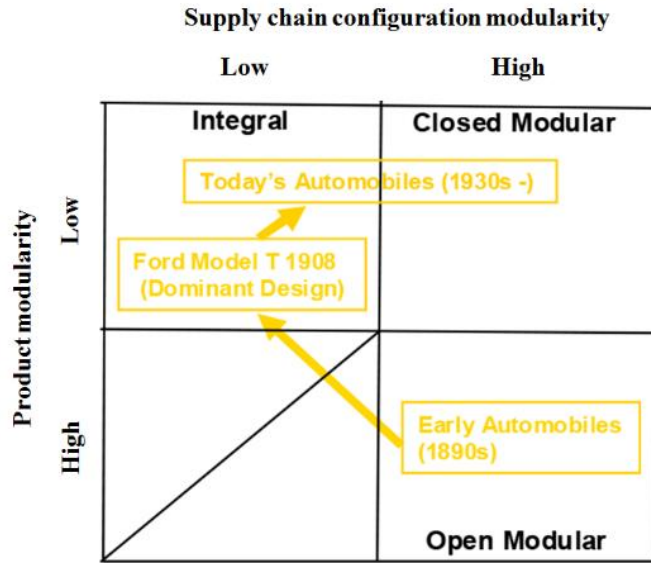 Supply chain configuration modularity
Low
High
Integral
Closed Modular
Today's Automobiles (1930s -)
Low
Ford Model T 1908
(Dominant Design)
Product modularity
High
Early Automobiles
(1890s)
Open Modular